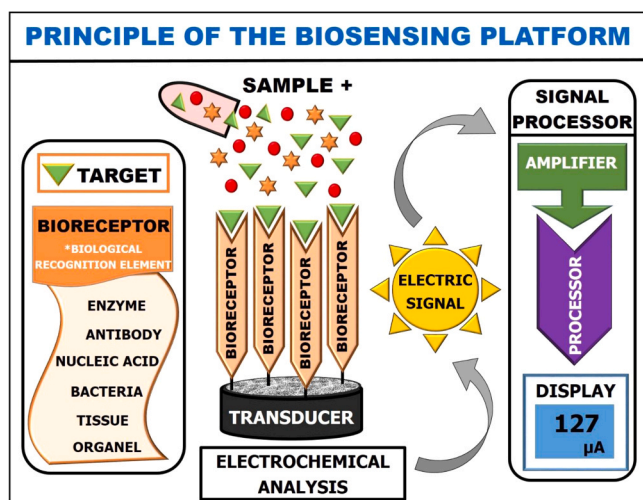 PRINCIPLE OF THE BIOSENSING PLATFORM
TARGET
BIORECEPTOR
*BIOLOGICAL
RECOGNITION ELEMENT
ENZYME
ANTIBODY
NUCLEIC ACID
BACTERIA
TISSUE
ORGANEL
SAMPLE +
BIORECEPTOR
BIORECEPTOR
BIORECEPTOR
BIORECEPTOR
TRANSDUCER
ELECTROCHEMICAL
ANALYSIS
ELECTRIC
SIGNAL
SIGNAL
PROCESSOR
AMPLIFIER
PROCESSOR
DISPLAY
127
µA